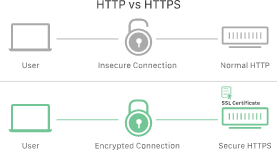 HTTP vs HTTPS
User Insecure Connection Normal HTTP
SSL Certificate
User Encrypted Connection Secure HTTPS